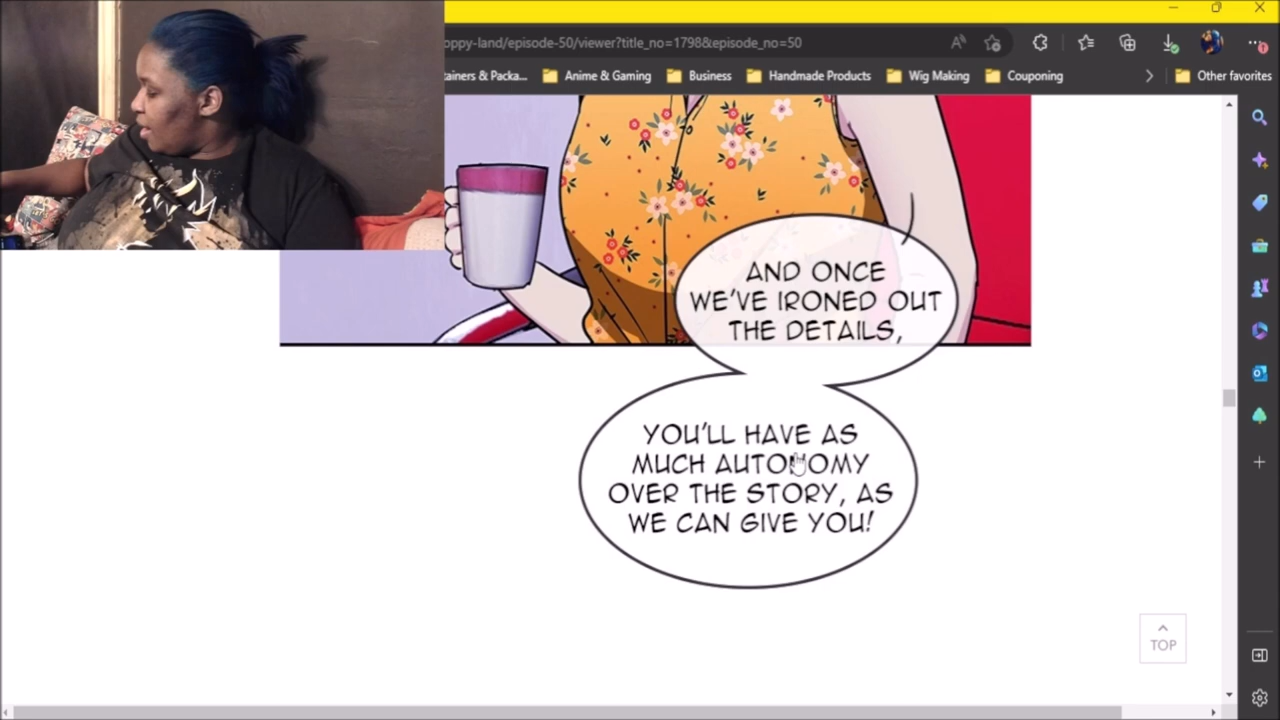 oppy-land/episode-50/viewer?title_no=1798&episode_no=50
tainers & Packa... Anime & Gaming Business Handmade Products Wig Making Couponing Other favorites
AND ONCE
WE'VE IRONED OUT
THE DETAILS,
YOU'LL HAVE AS
MUCH AUTONOMY
OVER THE STORY, AS
WE CAN GIVE YOU!
TOP